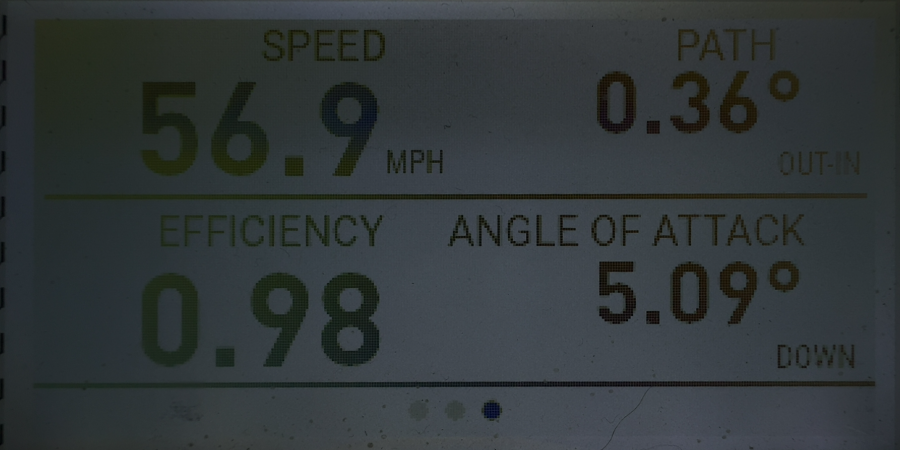 SPEED
56.9 MPH
PATH
0.36°
OUT-IN
EFFICIENCY
0.98
ANGLE OF ATTACK
5.09°
DOWN